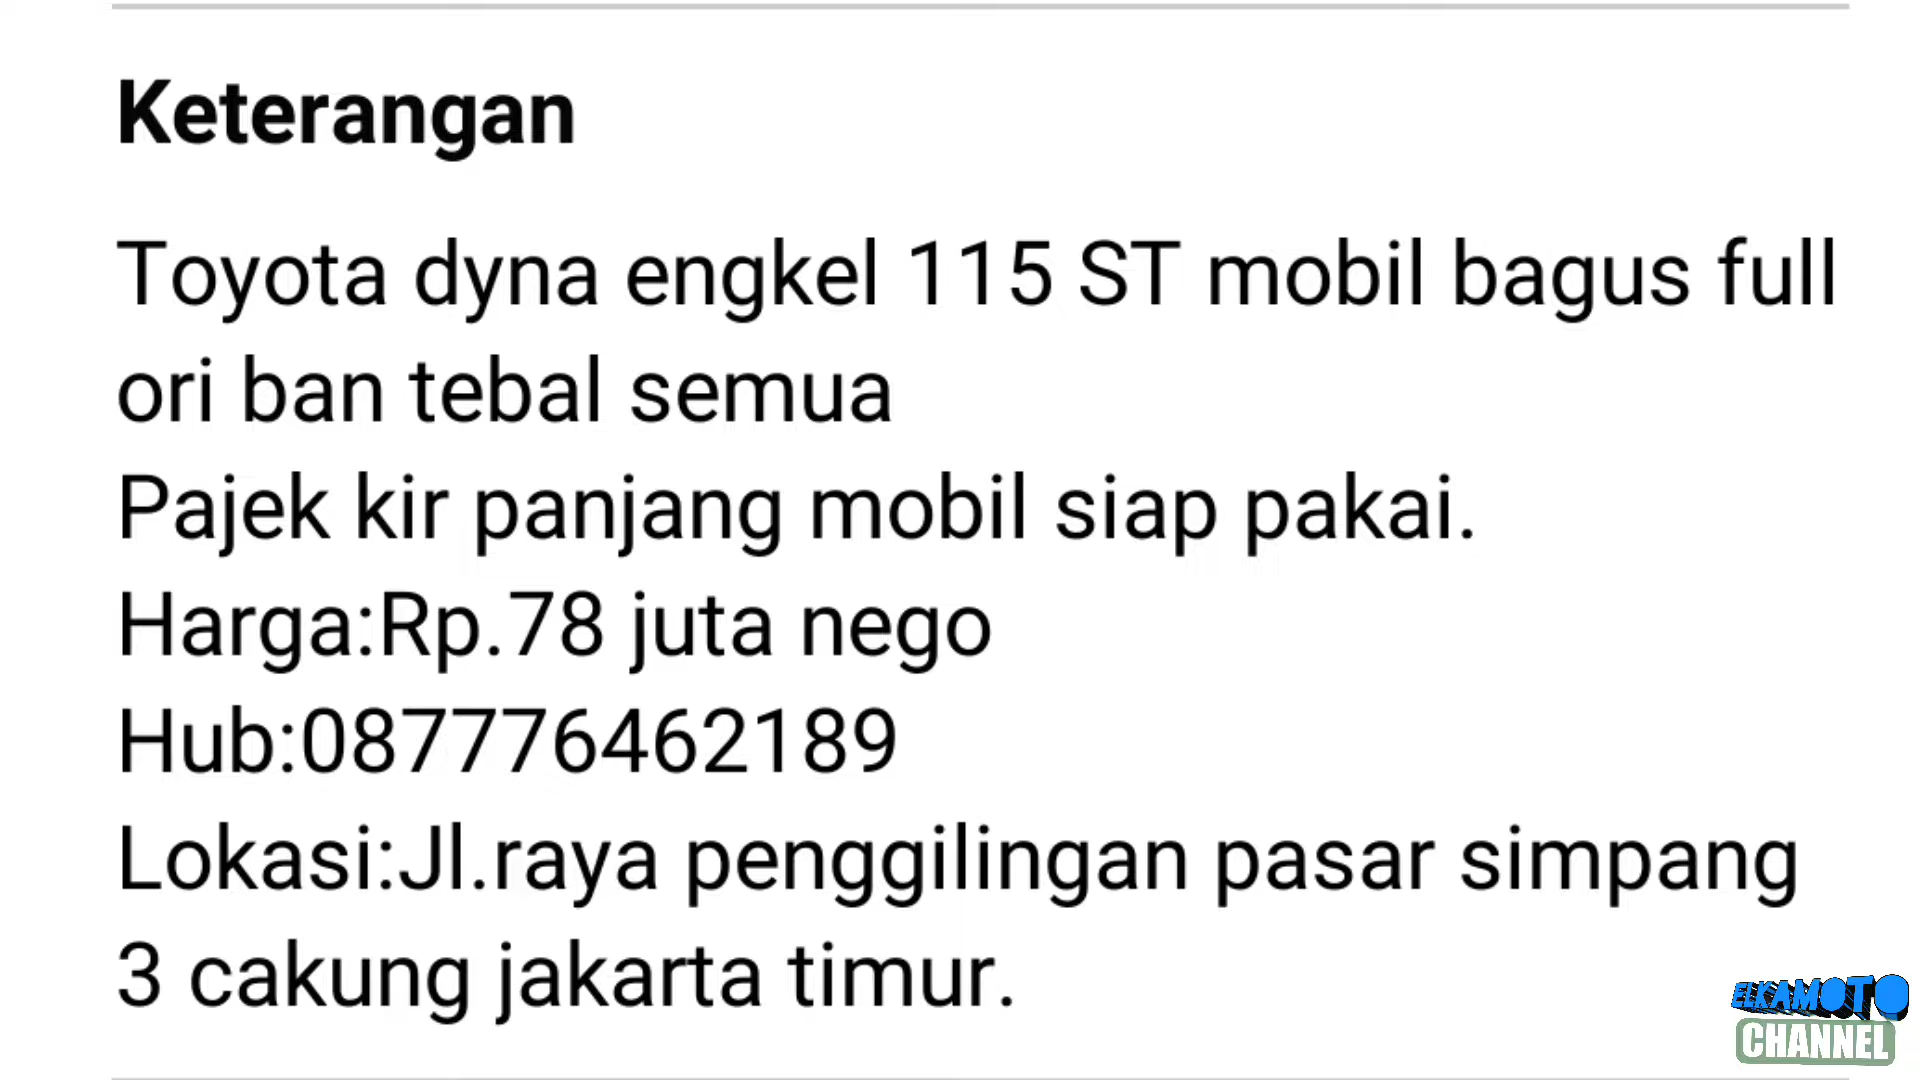 Keterangan
Toyota dyna engkel 115 ST mobil bagus full
ori ban tebal semua
Pajek kir panjang mobil siap pakai.
Harga:Rp.78 juta nego
Hub:087776462189
Lokasi:Jl.raya penggilingan pasar simpang
3 cakung jakarta timur.
ELKAMOTO
CHANNEL